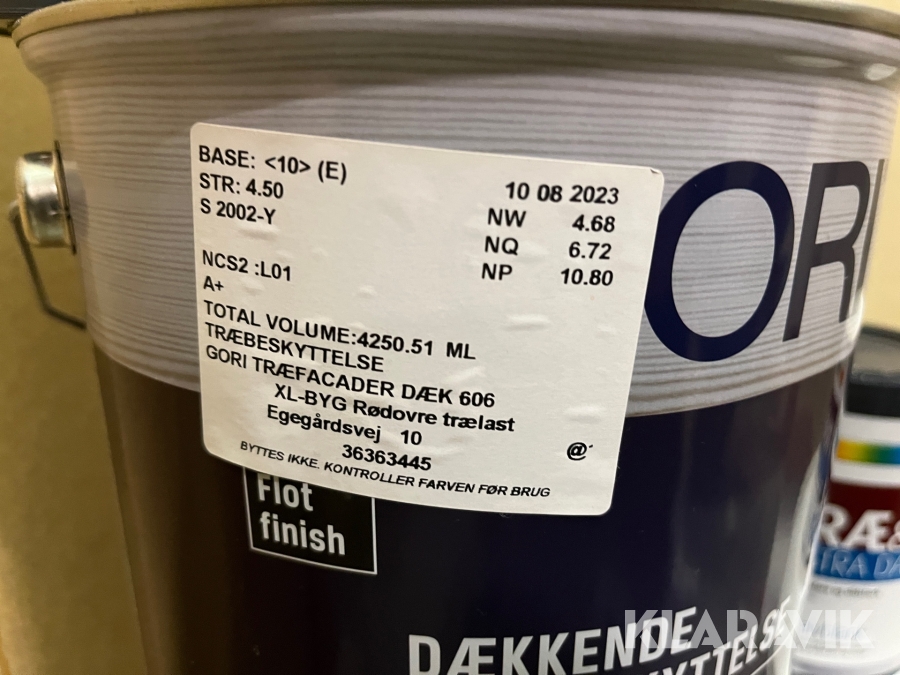 BASE: <10> (E)
10 08 2023
STR: 4.50
NW 4.68
S 2002-Y
NQ 6.72
NCS2 :L01
NP 10.80
A+
TOTAL VOLUME:4250.51 ML
TRÆBESKYTTELSE
GORI TRÆFACADER DÆK 606
XL-BYG Rødovre trælast
Egegårdsvej 10
36363445
@
BYTTES IKKE. KONTROLLER FARVEN FØR BRUG
ORI
Flot
finish
DÆKKENDE
KLARAVIK